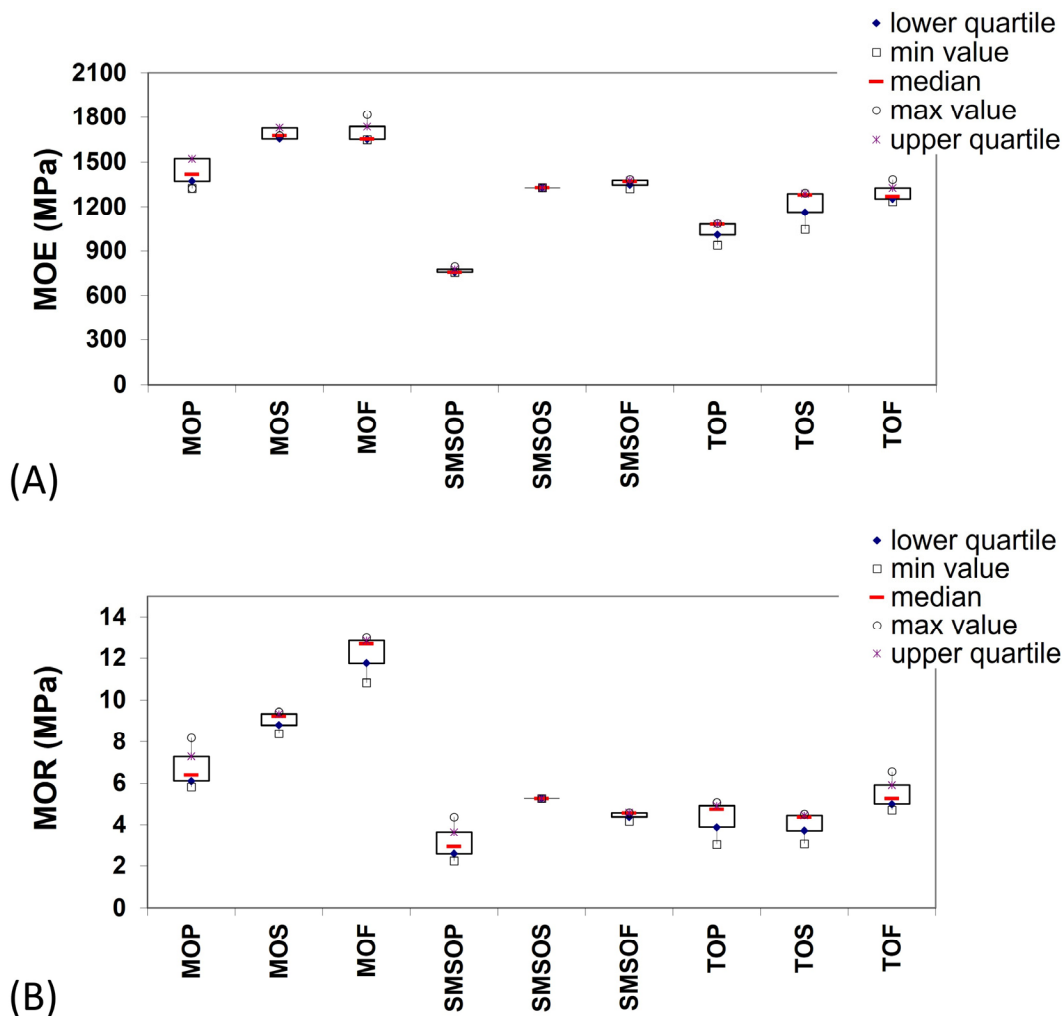 lower quartile
min value
median
max value
upper quartile
MOE (MPa)
2100
1800
1500
1200
900
600
300
0
MOP
MOS
MOF
SMSOP
SMSOS
SMSOF
TOP
TOS
TOF
(A)
lower quartile
min value
median
max value
upper quartile
MOR (MPa)
14
12
10
8
6
4
2
0
MOP
MOS
MOF
SMSOP
SMSOS
SMSOF
TOP
TOS
TOF
(B)